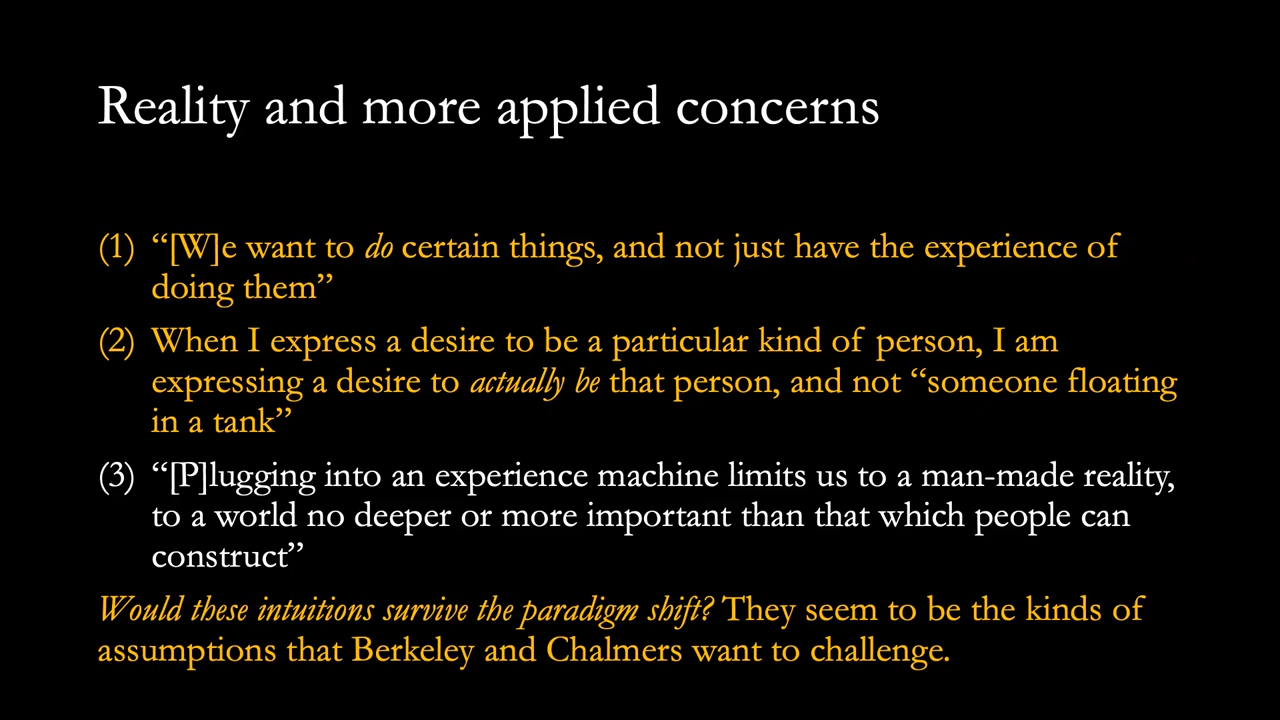 Reality and more applied concerns
(1) “[W]e want to do certain things, and not just have the experience of
doing them”
(2) When I express a desire to be a particular kind of person, I am
expressing a desire to actually be that person, and not “someone floating
in a tank”
(3) “[P]lugging into an experience machine limits us to a man-made reality,
to a world no deeper or more important than that which people can
construct”
Would these intuitions survive the paradigm shift? They seem to be the kinds of
assumptions that Berkeley and Chalmers want to challenge.